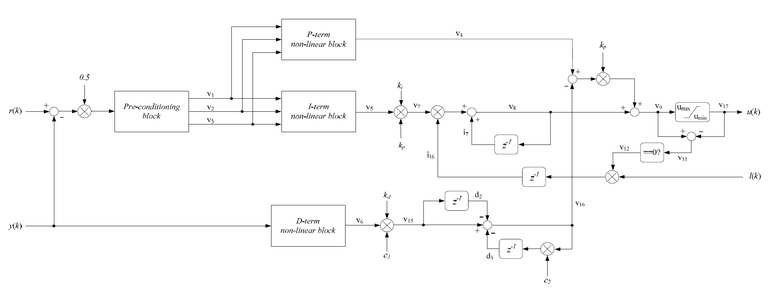 P-term
non-linear block
v4
kp
0.5
ki
r(k)
+
−
Pre-conditioning
block
v1
v2
v3
I-term
non-linear block
v5
v7
kp
+
+
i7
v8
z-1
+
−
+
+
v9
umax
umin
v17
u(k)
+
−
v11
==0?
v12
i16
z-1
l(k)
v16
y(k)
D-term
non-linear block
v6
kd
c1
v15
z-1
d2
−
+
−
d3
z-1
c2